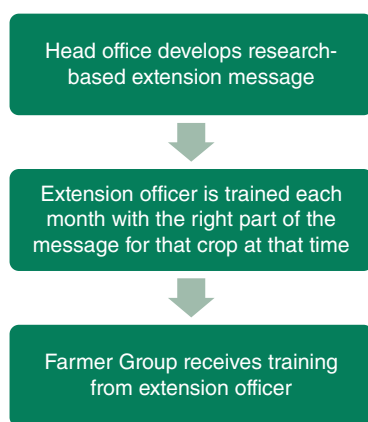 Head office develops research-
based extension message
Extension officer is trained each
month with the right part of the
message for that crop at that time
Farmer Group receives training
from extension officer